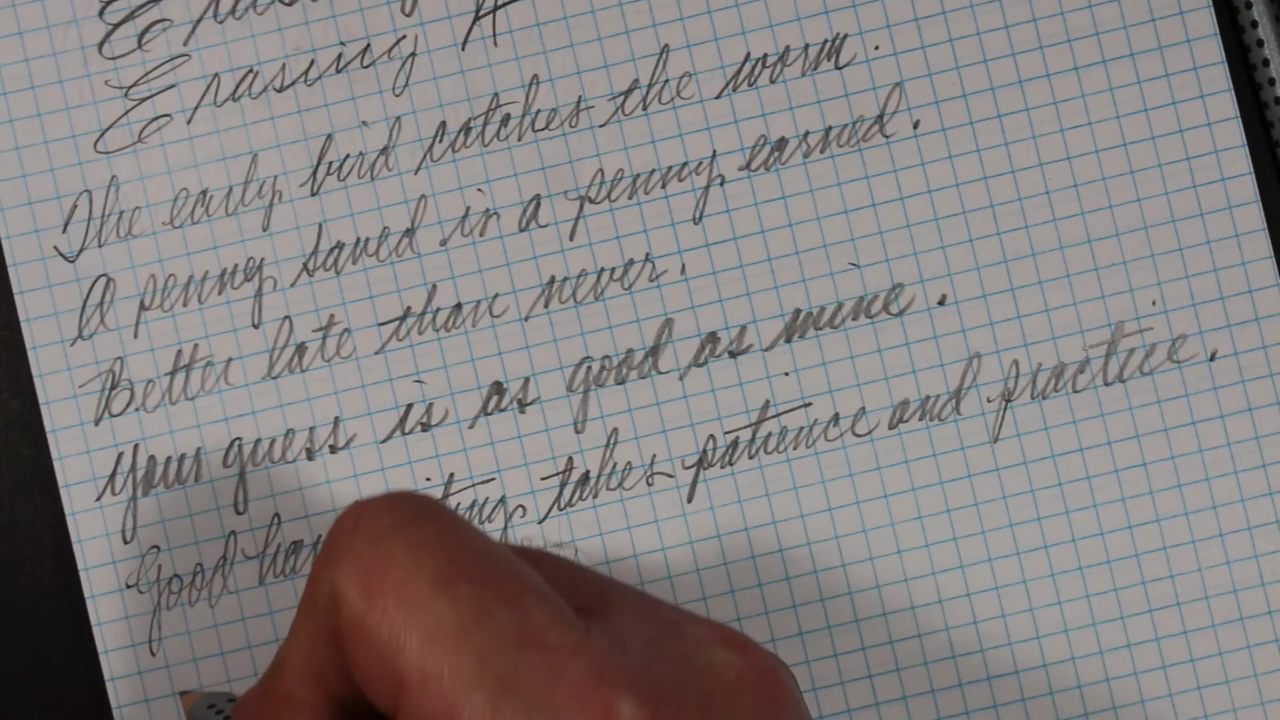 Erasing
Erasing A
The early bird catches the worm.
A penny saved is a penny earned.
Better late than never.
Your guess is as good as mine.
Good takes patience and practice.